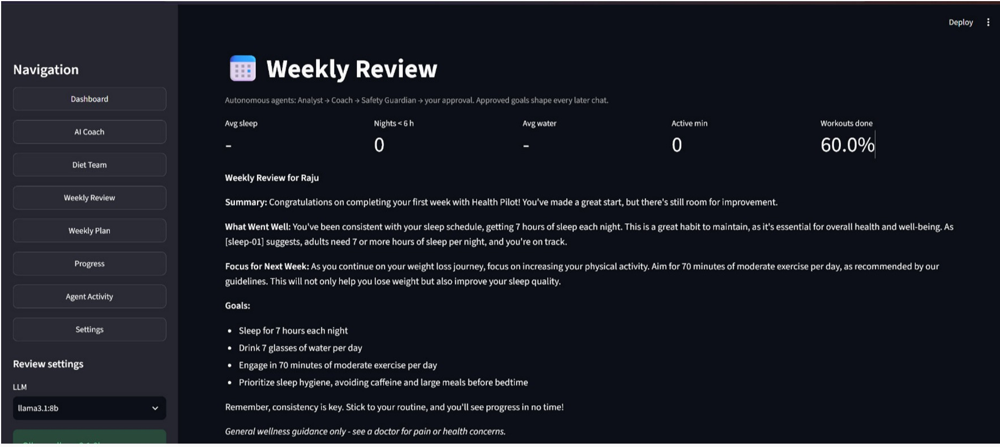 Deploy
Navigation
Dashboard
AI Coach
Diet Team
Weekly Review
Weekly Plan
Progress
Agent Activity
Settings
Review settings
LLM
llama3.1:8b
Weekly Review
Autonomous agents: Analyst → Coach → Safety Guardian → your approval. Approved goals shape every later chat.
Avg sleep
-
Nights < 6 h
0
Avg water
-
Active min
0
Workouts done
60.0%
Weekly Review for Raju
Summary: Congratulations on completing your first week with Health Pilot! You've made a great start, but there's still room for improvement.
What Went Well: You've been consistent with your sleep schedule, getting 7 hours of sleep each night. This is a great habit to maintain, as it's essential for overall health and well-being. As
[sleep-01] suggests, adults need 7 or more hours of sleep per night, and you're on track.
Focus for Next Week: As you continue on your weight loss journey, focus on increasing your physical activity. Aim for 70 minutes of moderate exercise per day, as recommended by our
guidelines. This will not only help you lose weight but also improve your sleep quality.
Goals:
• Sleep for 7 hours each night
• Drink 7 glasses of water per day
• Engage in 70 minutes of moderate exercise per day
• Prioritize sleep hygiene, avoiding caffeine and large meals before bedtime
Remember, consistency is key. Stick to your routine, and you'll see progress in no time!
General wellness guidance only - see a doctor for pain or health concerns.